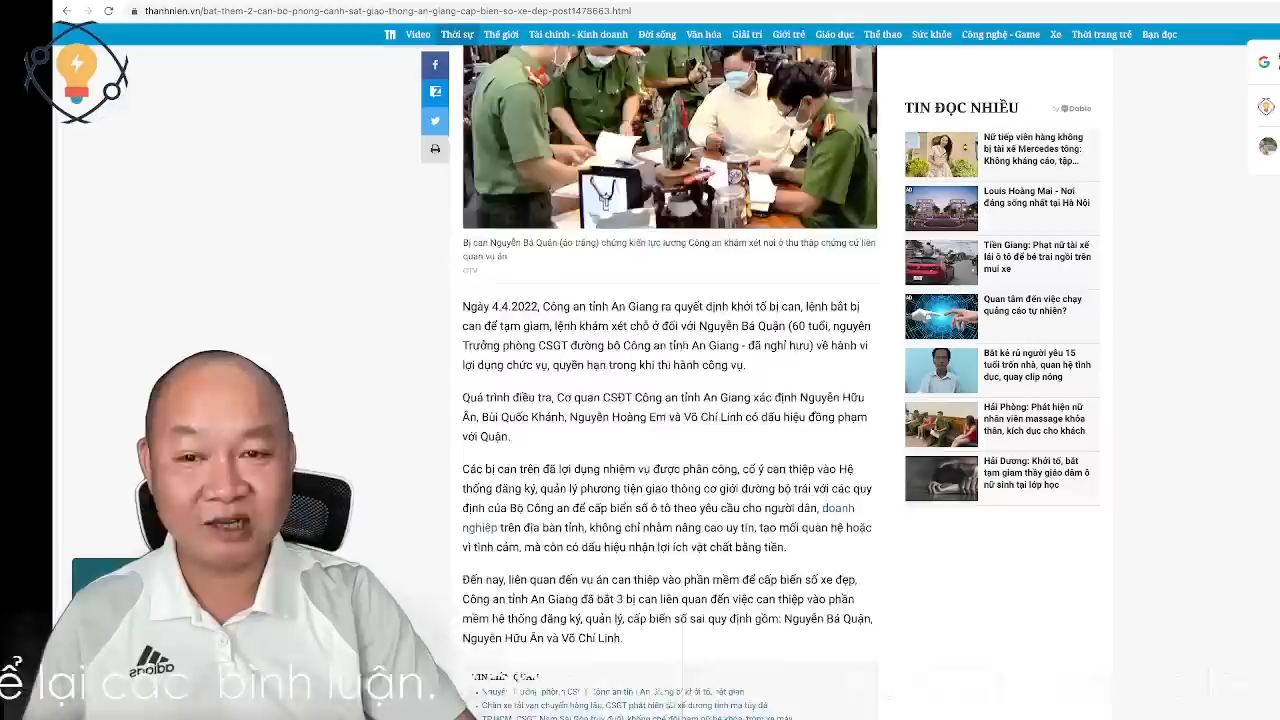 thanhnien.vn/bat-them-2-can-bo-phong-canh-sat-giao-thong-an-giang-cap-bien-so-xe-dep-post1478663.html
TN Video Thời sự Thế giới Tài chính - Kinh doanh Đời sống Văn hóa Giải trí Giới trẻ Giáo dục Thể thao Sức khỏe Công nghệ - Game Xe Thời trang trẻ Bạn đọc
Bị can Nguyễn Bá Quận (áo trắng) chứng kiến lực lượng Công an khám xét nơi ở thu thập chứng cứ liên
quan vụ án
Ngày 4.4.2022, Công an tỉnh An Giang ra quyết định khởi tố bị can, lệnh bắt bị
can để tạm giam, lệnh khám xét chỗ ở đối với Nguyễn Bá Quận (60 tuổi, nguyên
Trưởng phòng CSGT đường bộ Công an tỉnh An Giang - đã nghỉ hưu) về hành vi
lợi dụng chức vụ, quyền hạn trong khi thi hành công vụ.
Quá trình điều tra, Cơ quan CSĐT Công an tỉnh An Giang xác định Nguyễn Hữu
Ân, Bùi Quốc Khánh, Nguyễn Hoàng Em và Võ Chí Linh có dấu hiệu đồng phạm
với Quận.
Các bị can trên đã lợi dụng nhiệm vụ được phân công, cố ý can thiệp vào Hệ
thống đăng ký, quản lý phương tiện giao thông cơ giới đường bộ trái với các quy
định của Bộ Công an để cấp biển số ô tô theo yêu cầu cho người dân, doanh
nghiệp trên địa bàn tỉnh, không chỉ nhằm nâng cao uy tín, tạo mối quan hệ hoặc
vì tình cảm, mà còn có dấu hiệu nhận lợi ích vật chất bằng tiền.
Đến nay, liên quan đến vụ án can thiệp vào phần mềm để cấp biển số xe đẹp,
Công an tỉnh An Giang đã bắt 3 bị can liên quan đến việc can thiệp vào phần
mềm hệ thống đăng ký, quản lý, cấp biển số sai quy định gồm: Nguyễn Bá Quận,
Nguyễn Hữu Ân và Võ Chí Linh.
TIN ĐỌC NHIỀU
by Dable
Nữ tiếp viên hàng không
bị tài xế Mercedes tông:
Không kháng cáo, tập...
AD
Louis Hoàng Mai - Nơi
đáng sống nhất tại Hà Nội
Tiền Giang: Phạt nữ tài xế
lái ô tô để bé trai ngồi trên
mui xe
AD
Quan tâm đến việc chạy
quảng cáo tự nhiên?
Bắt kẻ rủ người yêu 15
tuổi trốn nhà, quan hệ tình
dục, quay clip nóng
Hải Phòng: Phát hiện nữ
nhân viên massage khỏa
thân, kích dục cho khách
Hải Dương: Khởi tố, bắt
tạm giam thầy giáo dâm ô
nữ sinh tại lớp học
adidas
lại các bình luận.